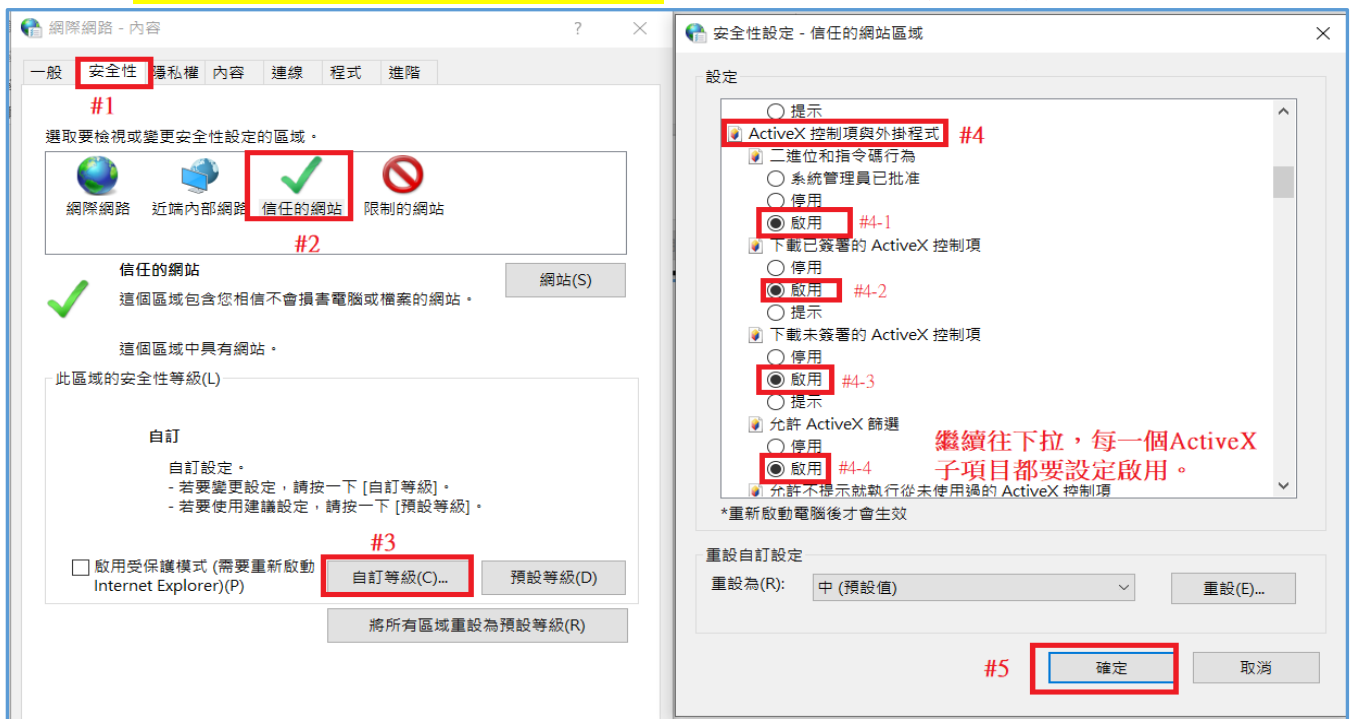 網際網路 - 內容
一般 安全性 隱私權 內容 連線 程式 進階
#1
選取要檢視或變更安全性設定的區域。
網際網路 近端內部網路 信任的網站 限制的網站
#2
信任的網站
網站(S)
這個區域包含您相信不會損害電腦或檔案的網站。
這個區域中具有網站。
此區域的安全性等級(L)
自訂
自訂設定。
- 若要變更設定，請按一下 [自訂等級]。
- 若要使用建議設定，請按一下 [預設等級]。
#3
啟用受保護模式 (需要重新啟動
Internet Explorer)(P)
自訂等級(C)...
預設等級(D)
將所有區域重設為預設等級(R)
安全性設定 - 信任的網站區域
設定
提示
ActiveX 控制項與外掛程式 #4
二進位和指令碼行為
系統管理員已批准
停用
啟用 #4-1
下載已簽署的 ActiveX 控制項
停用
啟用 #4-2
提示
下載未簽署的 ActiveX 控制項
停用
啟用 #4-3
提示
允許 ActiveX 篩選
停用
啟用 #4-4
繼續往下拉，每一個ActiveX
子項目都要設定啟用。
允許不提示就執行從未使用過的 ActiveX 控制項
*重新啟動電腦後才會生效
重設自訂設定
重設為(R): 中 (預設值) 重設(E)...
#5 確定 取消